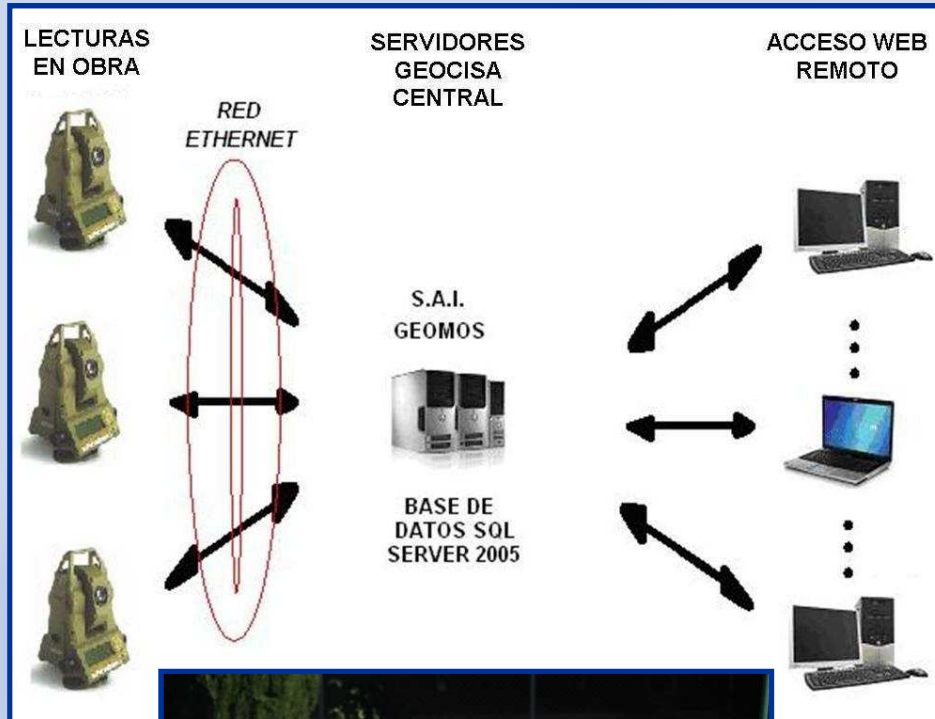 LECTURAS
EN OBRA
SERVIDORES
GEOCISA
CENTRAL
ACCESO WEB
REMOTO
RED
ETHERNET
S.A.I.
GEOMOS
BASE DE
DATOS SQL
SERVER 2005